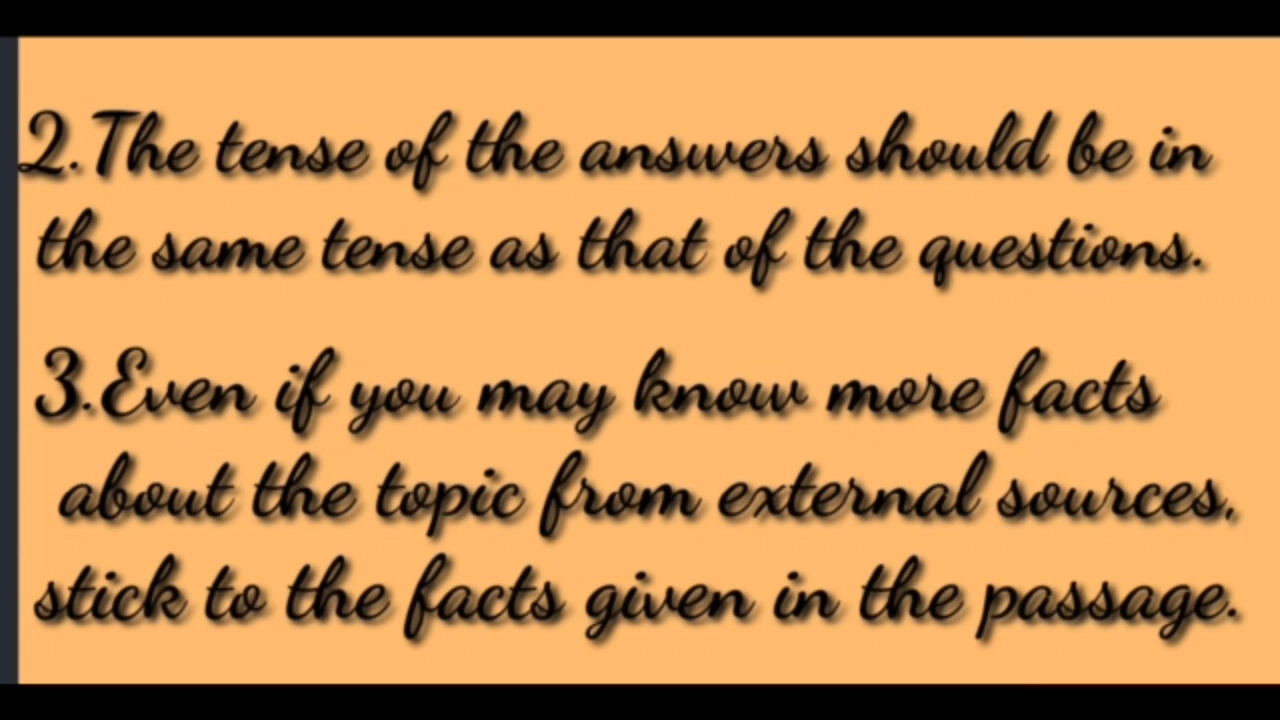 2.The tense of the answers should be in
the same tense as that of the questions.
3.Even if you may know more facts
about the topic from external sources,
stick to the facts given in the passage.